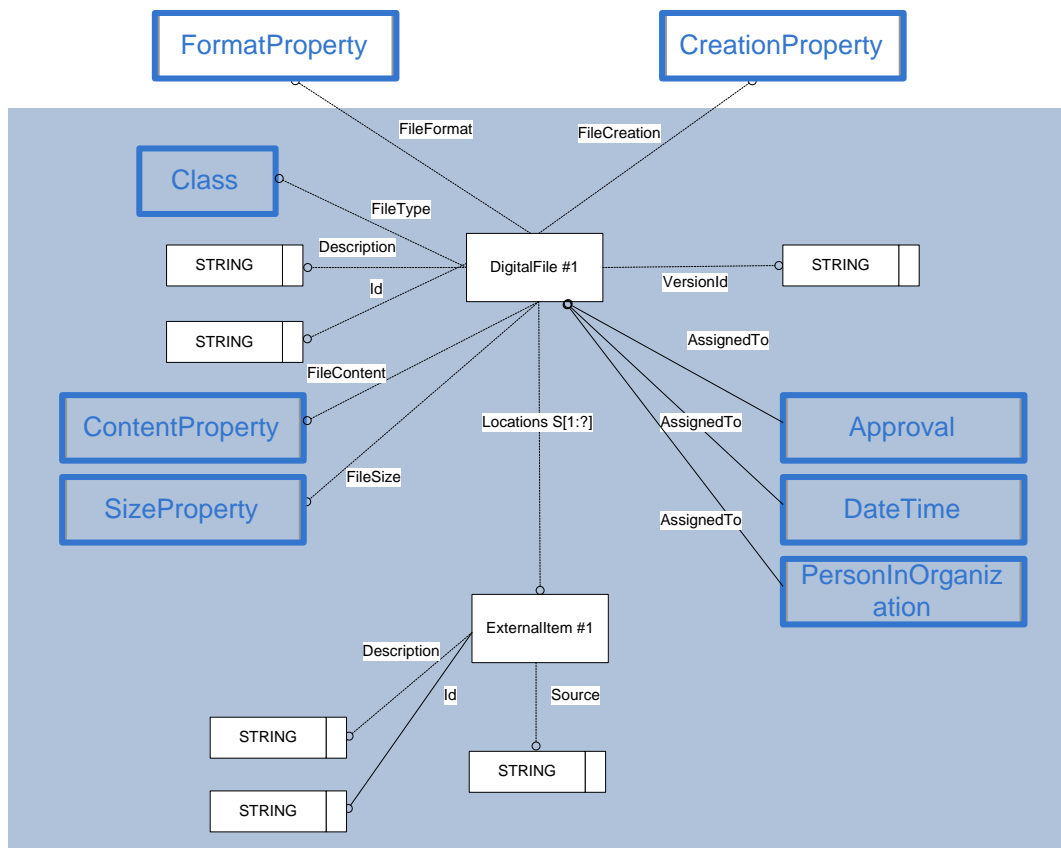 FormatProperty
CreationProperty
FileFormat
FileCreation
Class
FileType
Description
STRING
DigitalFile #1
STRING
VersionId
Id
STRING
AssignedTo
FileContent
ContentProperty
Locations S[1:?]
AssignedTo
Approval
FileSize
SizeProperty
AssignedTo
DateTime
PersonInOrganiz
ation
ExternalItem #1
Description
Id
Source
STRING
STRING
STRING